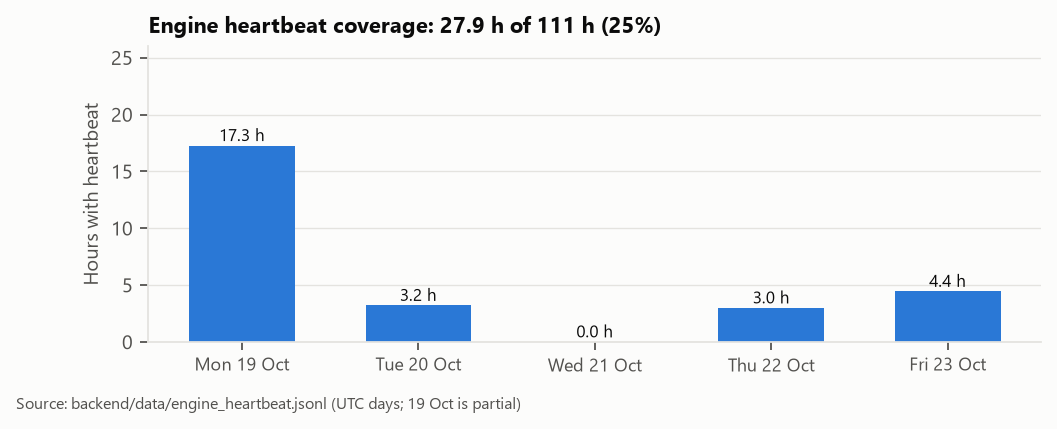 Engine heartbeat coverage: 27.9 h of 111 h (25%)
Hours with heartbeat
25
20
15
10
5
0
17.3 h
3.2 h
0.0 h
3.0 h
4.4 h
Mon 19 Oct
Tue 20 Oct
Wed 21 Oct
Thu 22 Oct
Fri 23 Oct
Source: backend/data/engine_heartbeat.jsonl (UTC days; 19 Oct is partial)